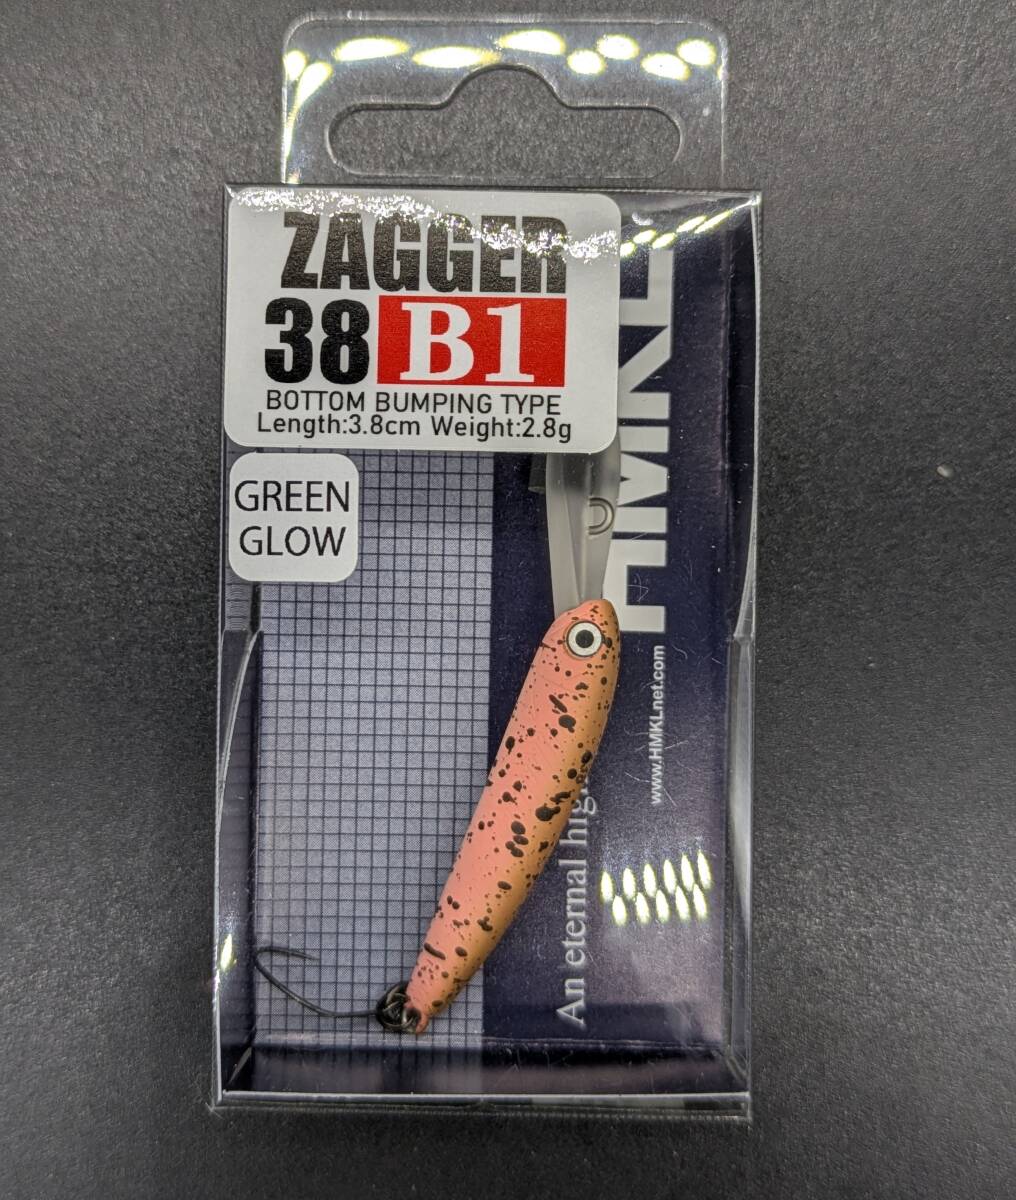 ZAGGER
38 B1
BOTTOM BUMPING TYPE
Length:3.8cm Weight:2.8g
GREEN
GLOW
HMKL
www.HMKLnet.com
An eternal hig